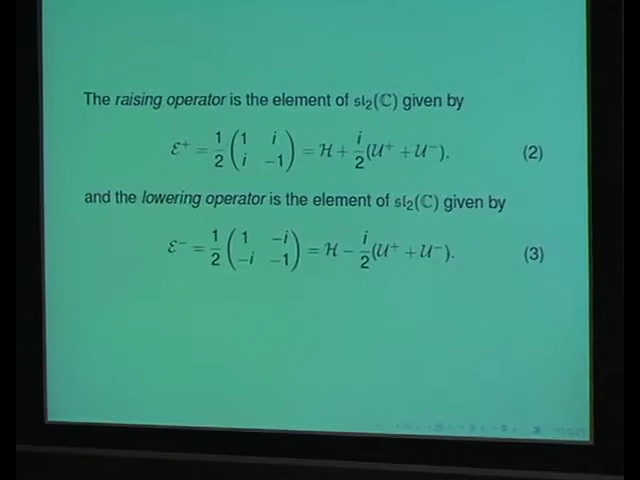 The raising operator is the element of sl₂(ℂ) given by
ℰ⁺ = 1/2 (1 i; i −1) = ℋ + i/2 (𝒰⁺ + 𝒰⁻). (2)
and the lowering operator is the element of sl₂(ℂ) given by
ℰ⁻ = 1/2 (1 −i; −i −1) = ℋ − i/2 (𝒰⁺ + 𝒰⁻). (3)